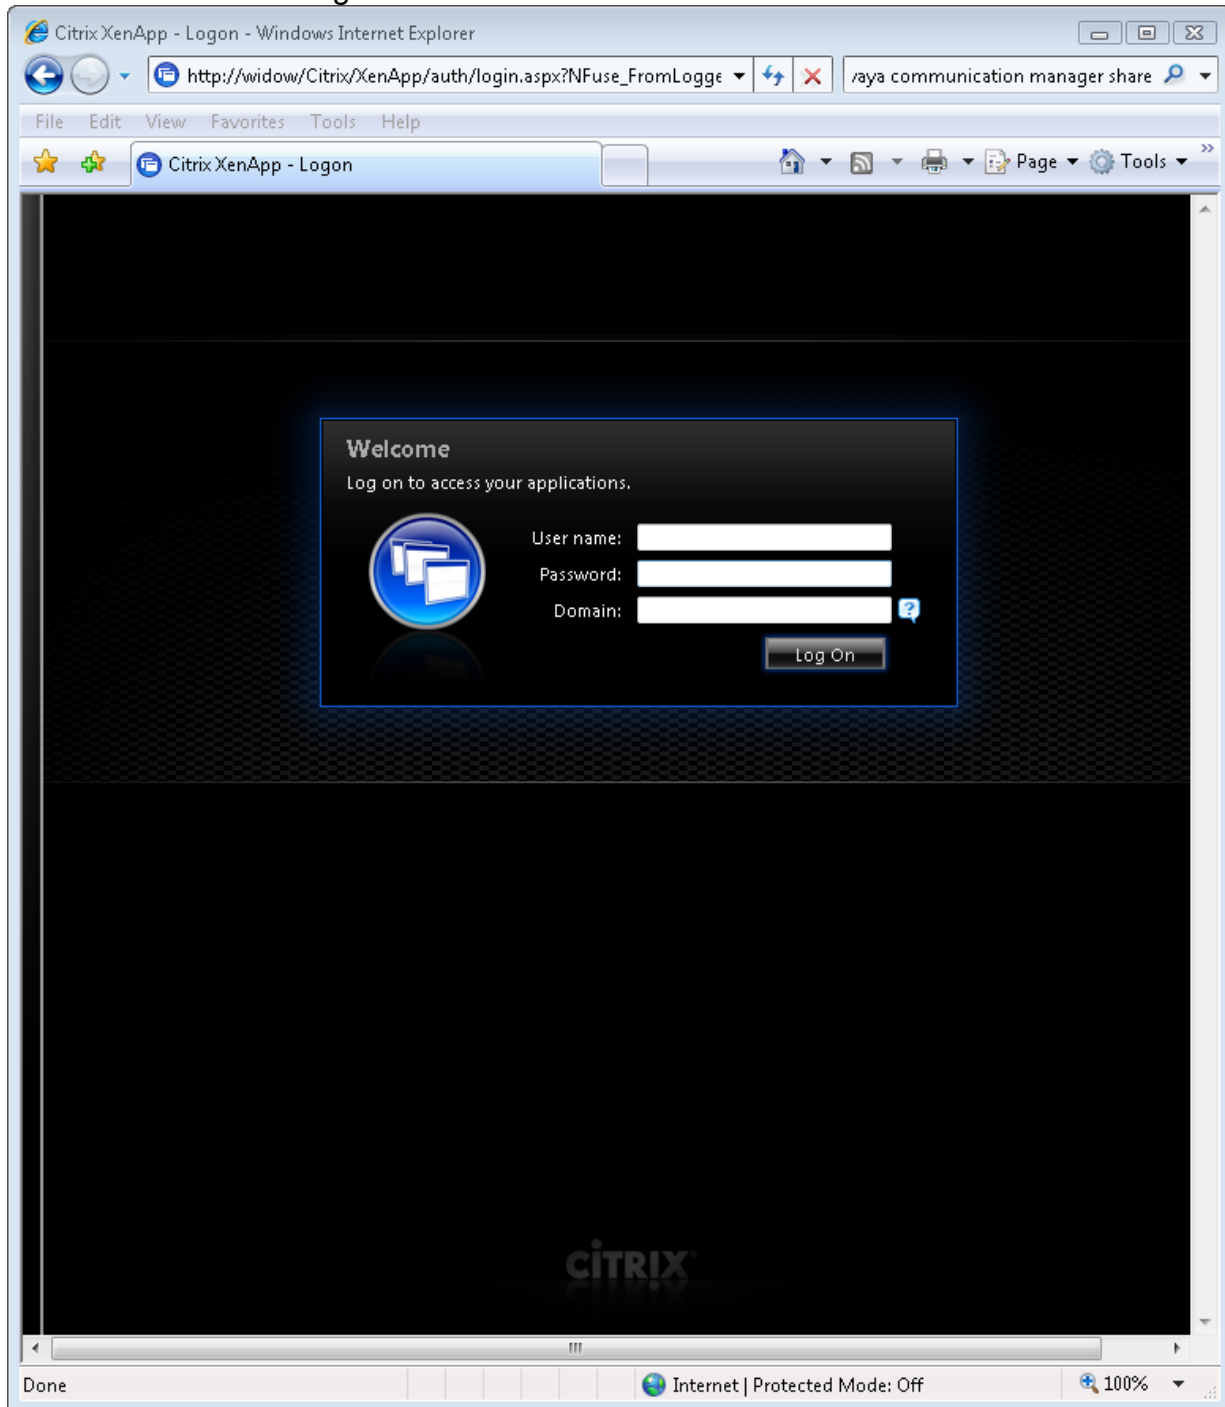 Citrix XenApp - Logon - Windows Internet Explorer
http://widow/Citrix/XenApp/auth/login.aspx?NFuse_FromLogge
communication manager share
File Edit View Favorites Tools Help
Citrix XenApp - Logon
Page Tools
Welcome
Log on to access your applications.
User name:
Password:
Domain:
Log On
CITRIX
Done
Internet | Protected Mode: Off
100%